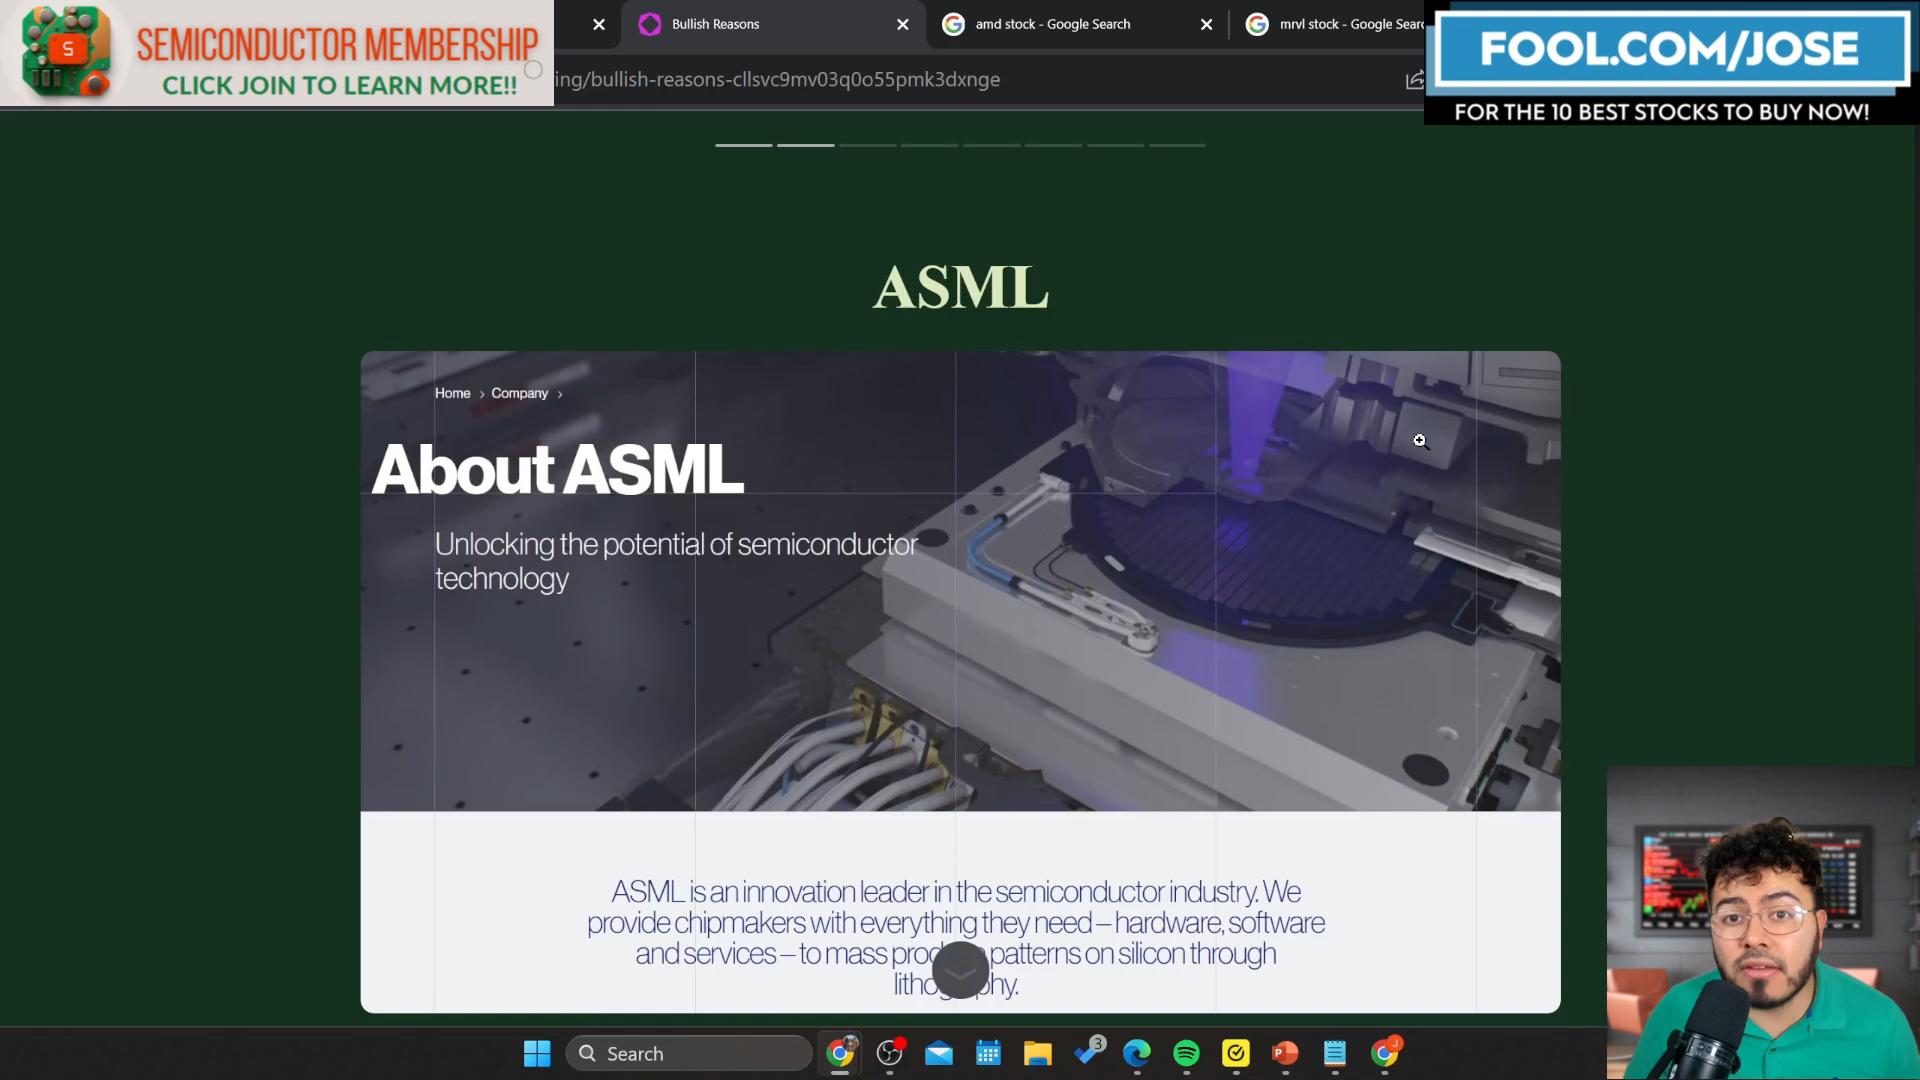 SEMICONDUCTOR MEMBERSHIP
CLICK JOIN TO LEARN MORE!!
S
Bullish Reasons
amd stock - Google Search
mrvl stock - Google Searc
FOOL.COM/JOSE
FOR THE 10 BEST STOCKS TO BUY NOW!
ing/bullish-reasons-cllsvc9mv03q0o55pmk3dxnge
ASML
Home > Company >
About ASML
Unlocking the potential of semiconductor
technology
ASML is an innovation leader in the semiconductor industry. We
provide chipmakers with everything they need – hardware, software
and services – to mass patterns on silicon through
Search
3